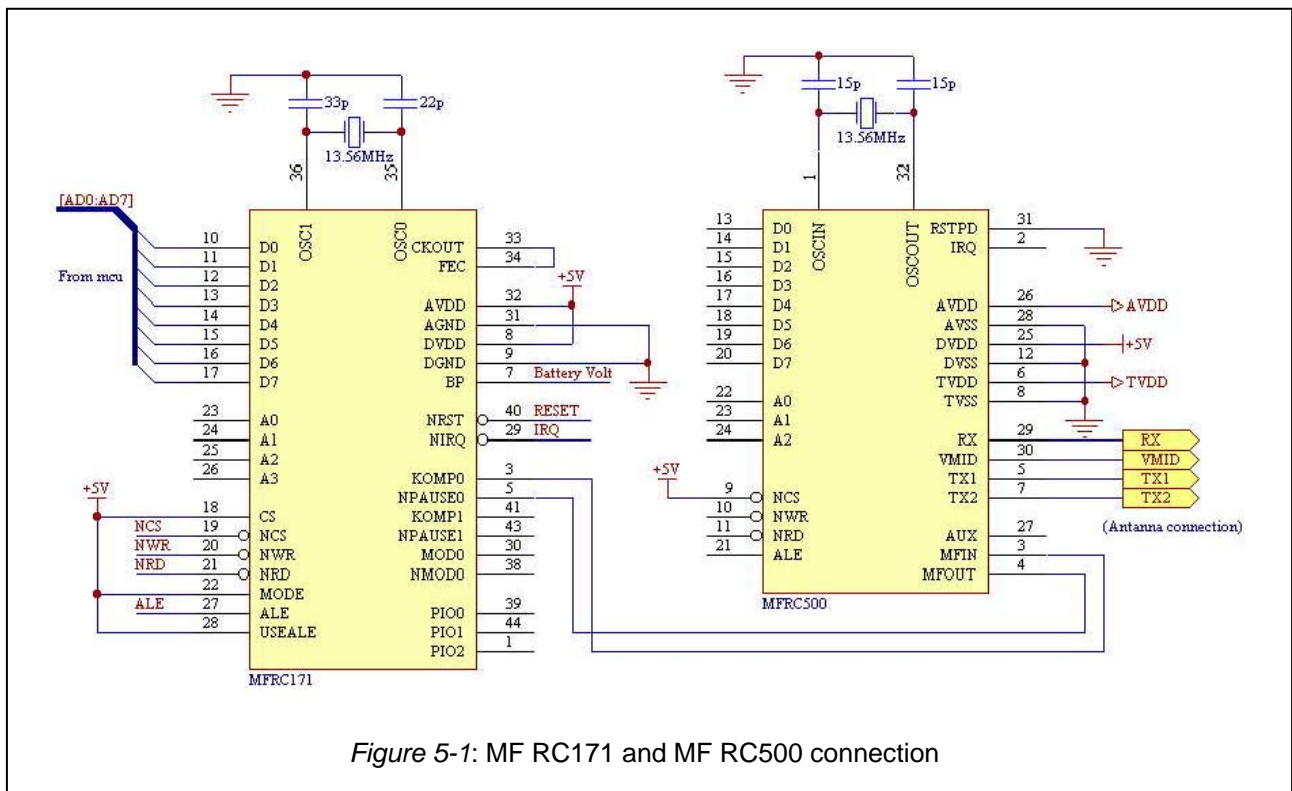 33p 22p
13.56MHz
36 35
[AD0:AD7]
From mcu
10 D0
11 D1
12 D2
13 D3
14 D4
15 D5
16 D6
17 D7
23 A0
24 A1
25 A2
26 A3
+5V
18 CS
NCS 19 NCS
NWR 20 NWR
NRD 21 NRD
22 MODE
ALE 27 ALE
28 USEALE
OSC1 OSC0
CKOUT 33
FEC 34
+5V
AVDD 32
AGND 31
DVDD 8
DGND 9
BP 7 Battery Volt
NRST 40 RESET
NIRQ 29 IRQ
KOMP0 3
NPAUSE0 5
KOMP1 41
NPAUSE1 43
MOD0 30
NMOD0 38
PIO0 39
PIO1 44
PIO2 1
MFRC171
15p 15p
13.56MHz
1 32
13 D0
14 D1
15 D2
16 D3
17 D4
18 D5
19 D6
20 D7
22 A0
23 A1
24 A2
+5V
9 NCS
10 NWR
11 NRD
21 ALE
OSCIN OSCOUT
RSTPD 31
IRQ 2
AVDD 26 AVDD
AVSS 28
DVDD 25 +5V
DVSS 12
TVDD 6 TVDD
TVSS 8
RX 29 RX
VMID 30 VMID
TX1 5 TX1
TX2 7 TX2
(Antanna connection)
AUX 27
MFIN 3
MFOUT 4
MFRC500
Figure 5-1: MF RC171 and MF RC500 connection